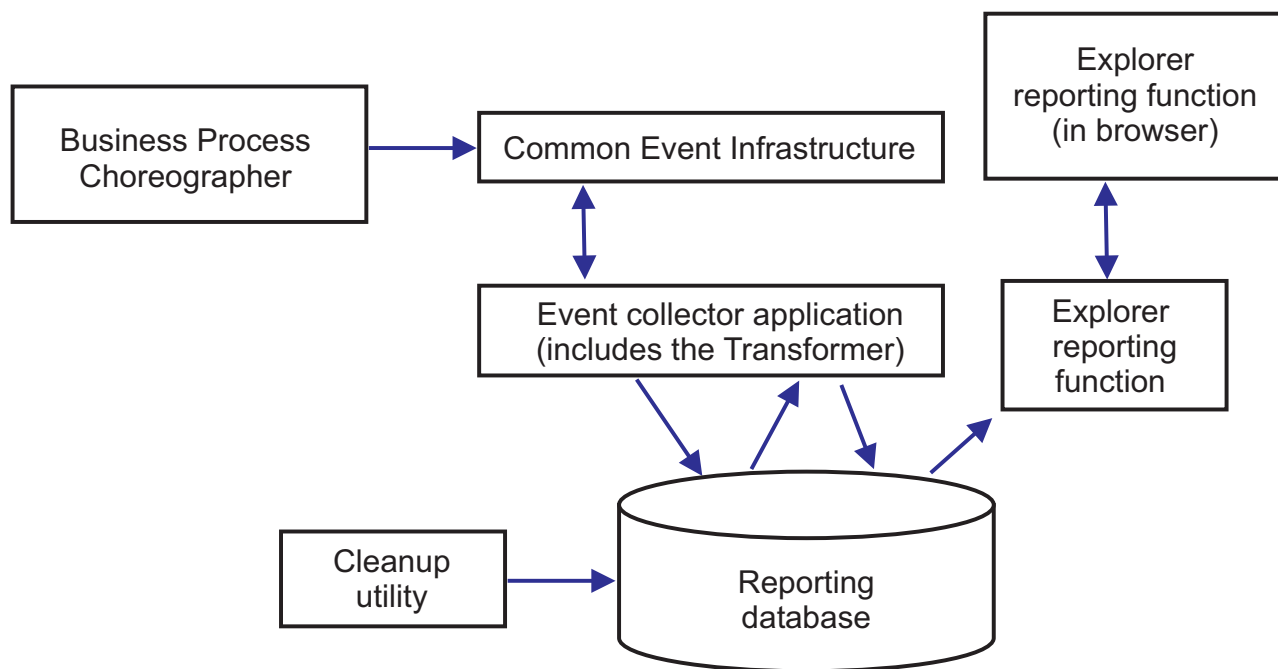 Business Process
Choreographer
Common Event Infrastructure
Explorer
reporting function
(in browser)
Event collector application
(includes the Transformer)
Explorer
reporting
function
Cleanup
utility
Reporting
database